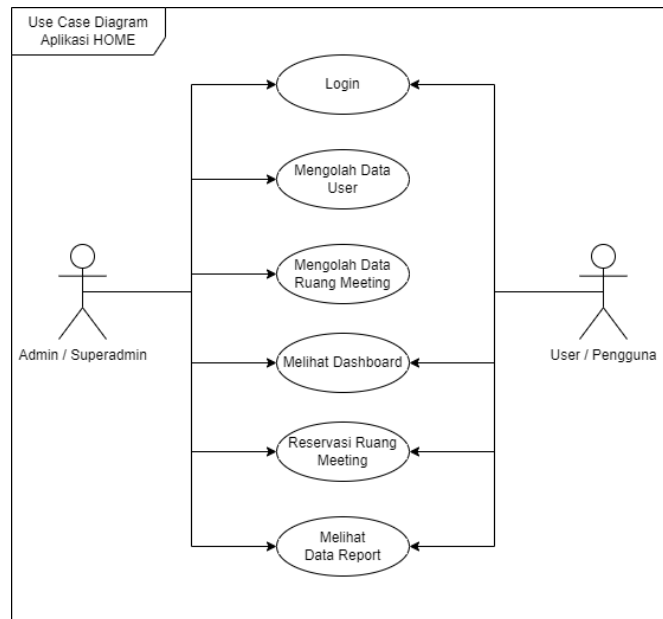 Use Case Diagram
Aplikasi HOME
Login
Mengolah Data
User
Mengolah Data
Ruang Meeting
Admin / Superadmin
User / Pengguna
Melihat Dashboard
Reservasi Ruang
Meeting
Melihat
Data Report